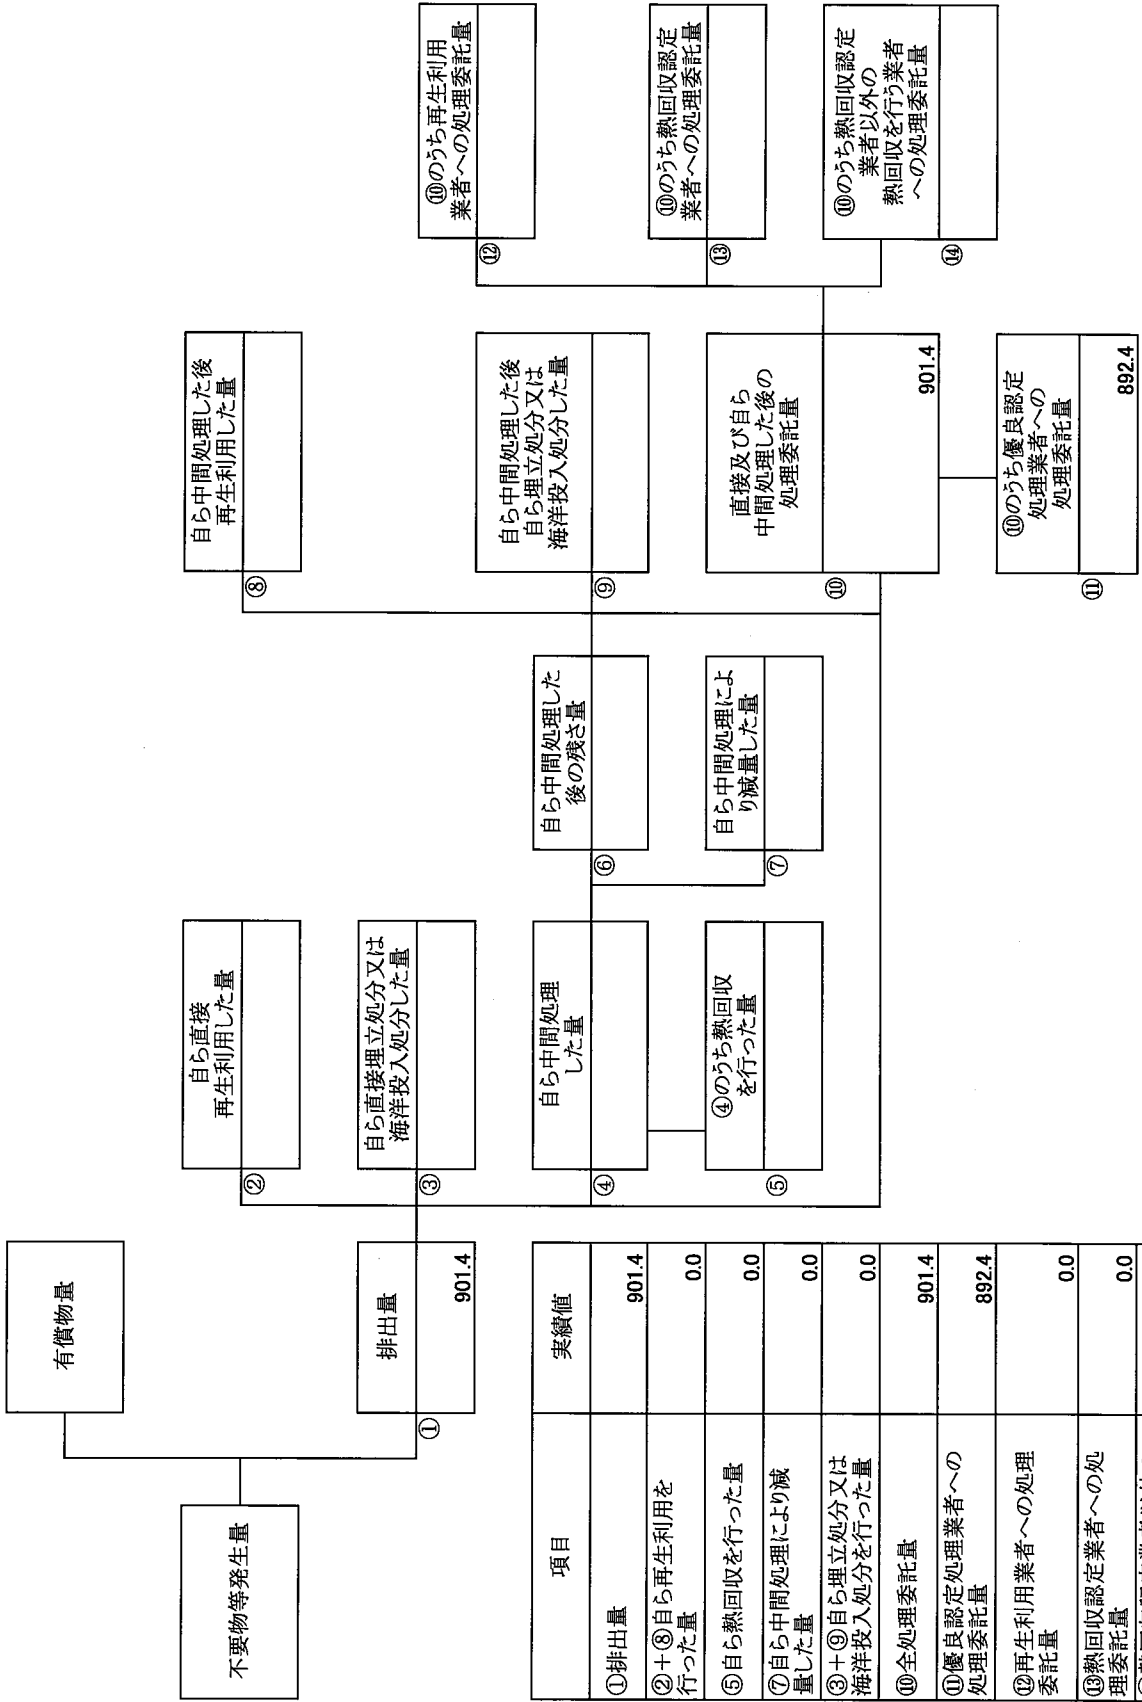 不要物等発生量
有償物量
①
排出量
901.4
②
自ら直接
再生利用した量
③
自ら直接埋立処分又は
海洋投入処分した量
④
自ら中間処理
した量
⑤
④のうち熱回収
を行った量
⑥
自ら中間処理した
後の残さ量
⑦
自ら中間処理によ
り減量した量
⑧
自ら中間処理した後
再生利用した量
⑨
自ら中間処理した後
自ら埋立処分又は
海洋投入処分した量
⑩
直接及び自ら
中間処理した後の
処理委託量
901.4
⑪
⑩のうち優良認定
処理業者への
処理委託量
892.4
⑫
⑩のうち再生利用
業者への処理委託量
⑬
⑩のうち熱回収認定
業者への処理委託量
⑭
⑩のうち熱回収認定
業者以外の
熱回収を行う業者
への処理委託量
項目 実績値
①排出量 901.4
②+⑧自ら再生利用を
行った量 0.0
⑤自ら熱回収を行った量 0.0
⑦自ら中間処理により減
量した量 0.0
③+⑨自ら埋立処分又は
海洋投入処分を行った量 0.0
⑩全処理委託量 901.4
⑪優良認定処理業者への
処理委託量 892.4
⑫再生利用業者への処理
委託量 0.0
⑬熱回収認定業者への処
理委託量 0.0